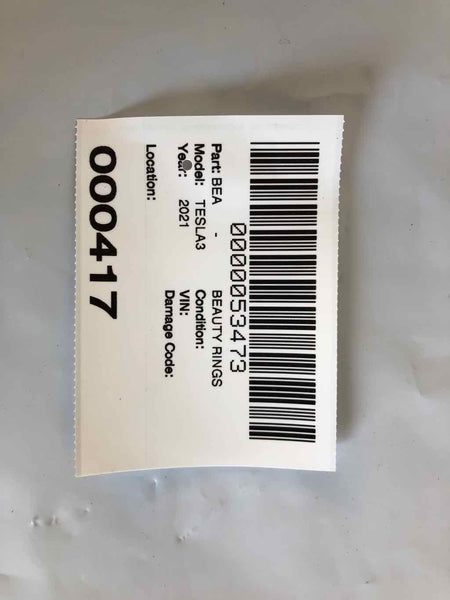 0000053473
Part: BEA - BEAUTY RINGS
Model: TESLA3 Condition:
Year: 2021 VIN:
Damage Code:
Location:
000417